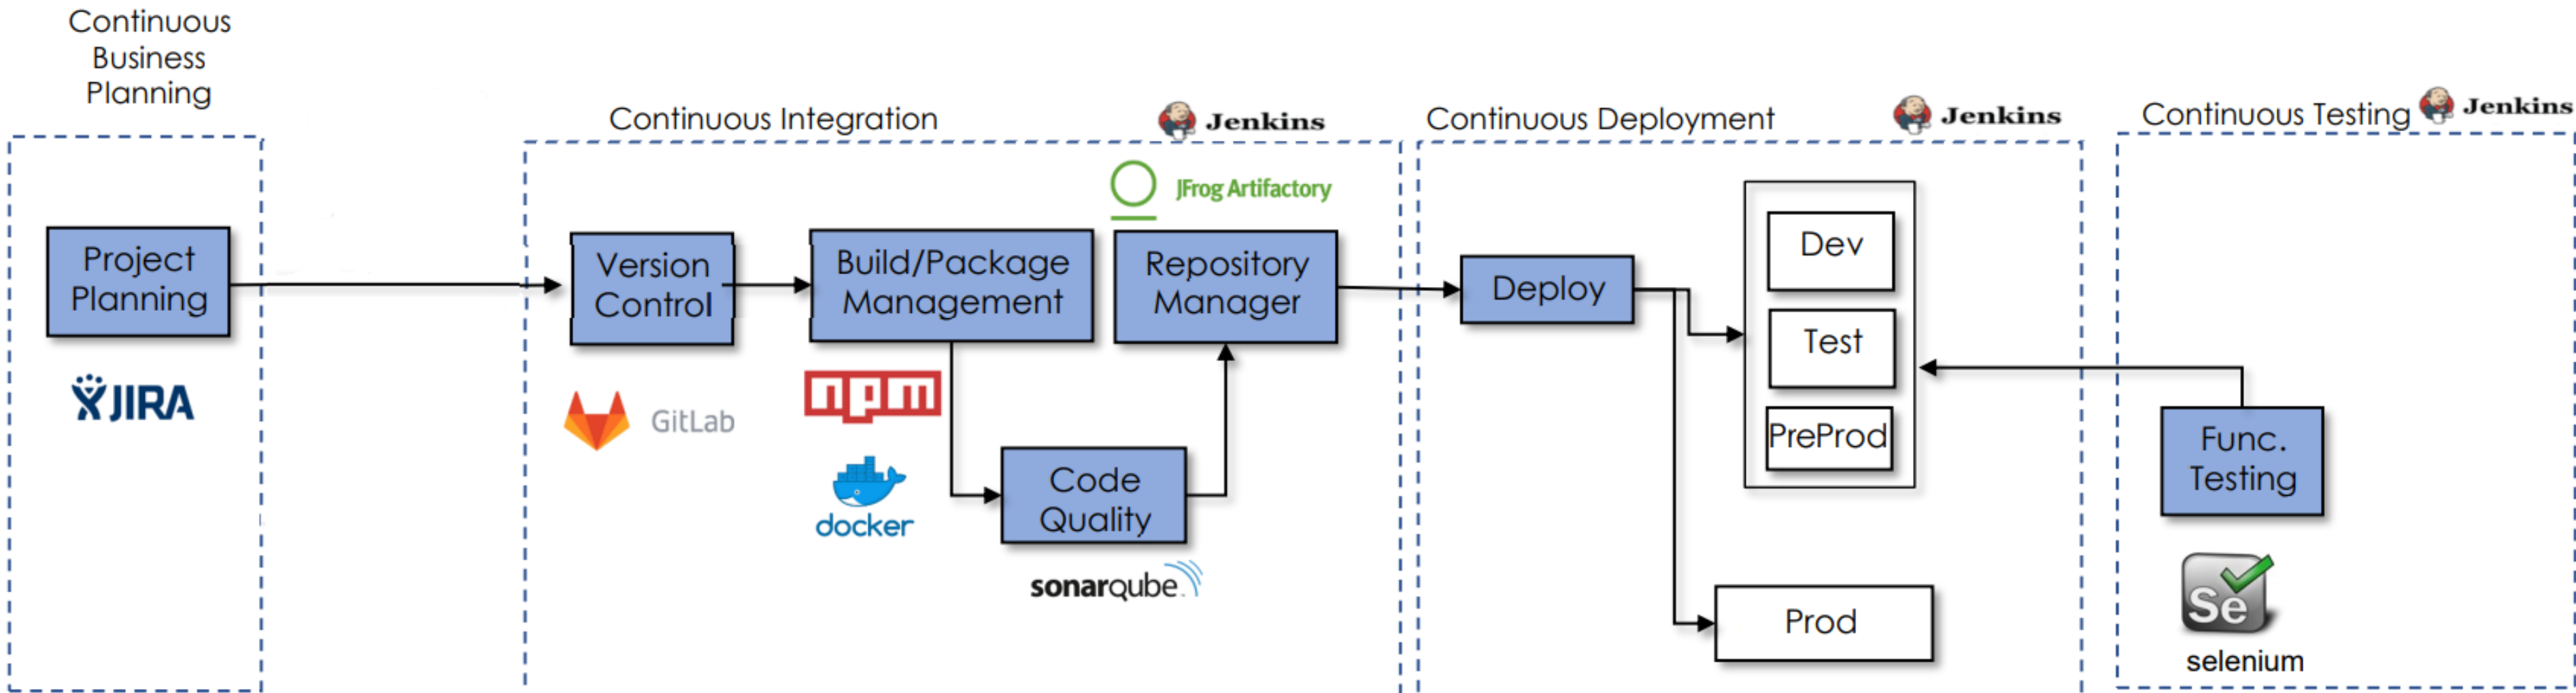 Continuous
Business
Planning
Project
Planning
JIRA
Continuous Integration
Jenkins
JFrog Artifactory
Version
Control
GitLab
Build/Package
Management
npm
docker
Code
Quality
sonarqube
Repository
Manager
Continuous Deployment
Jenkins
Deploy
Dev
Test
PreProd
Prod
Continuous Testing
Jenkins
Func.
Testing
Se
selenium